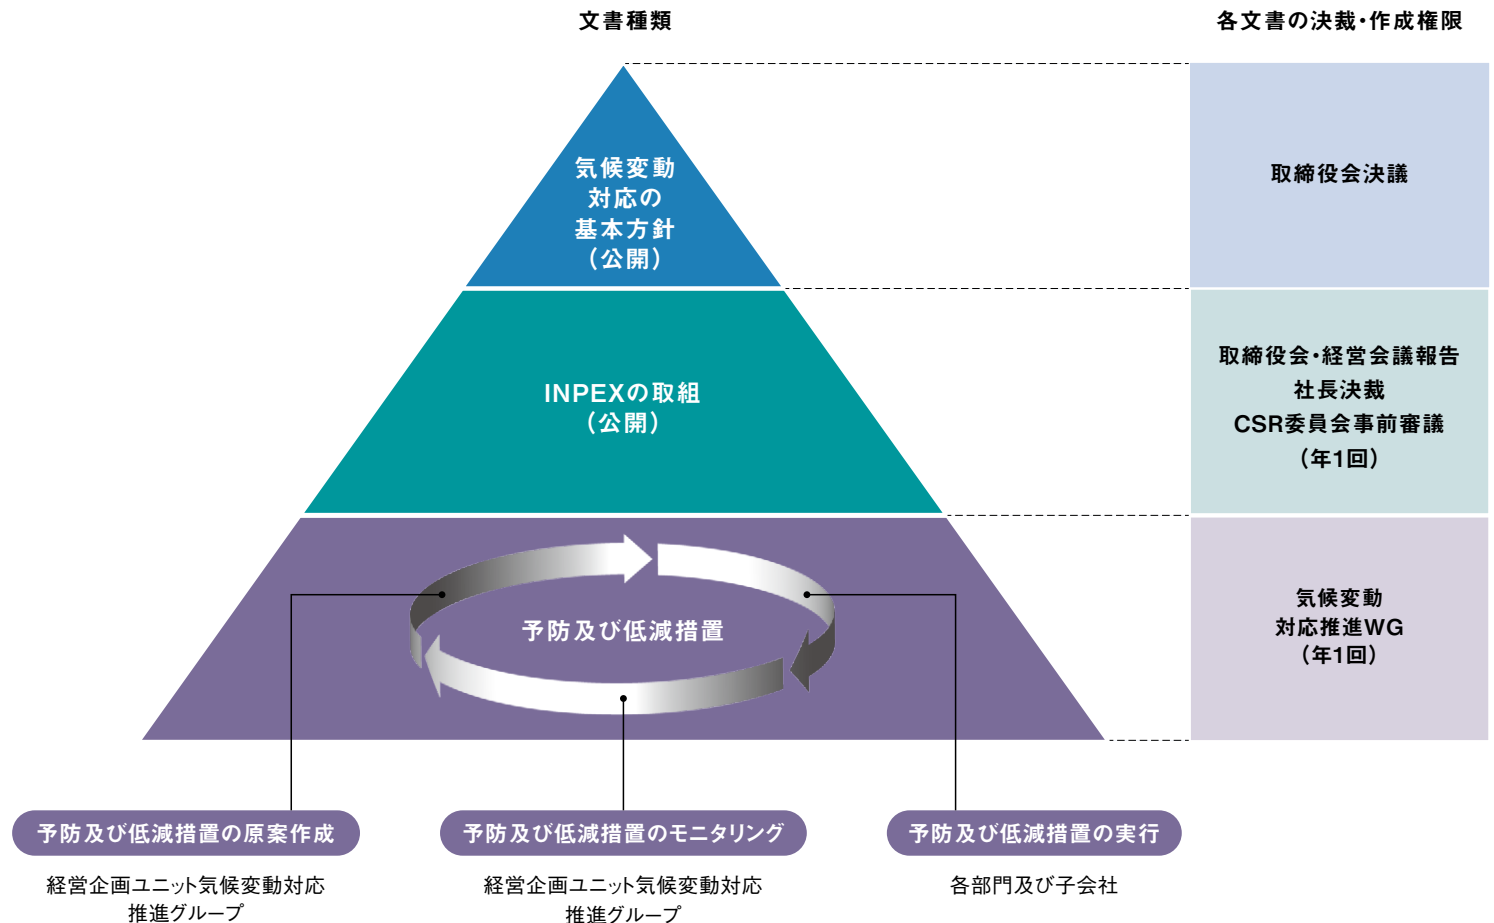 文書種類
各文書の決裁・作成権限
気候変動
対応の
基本方針
（公開）
取締役会決議
INPEXの取組
（公開）
取締役会・経営会議報告
社長決裁
CSR委員会事前審議
（年1回）
予防及び低減措置
気候変動
対応推進WG
（年1回）
予防及び低減措置の原案作成
経営企画ユニット気候変動対応
推進グループ
予防及び低減措置のモニタリング
経営企画ユニット気候変動対応
推進グループ
予防及び低減措置の実行
各部門及び子会社